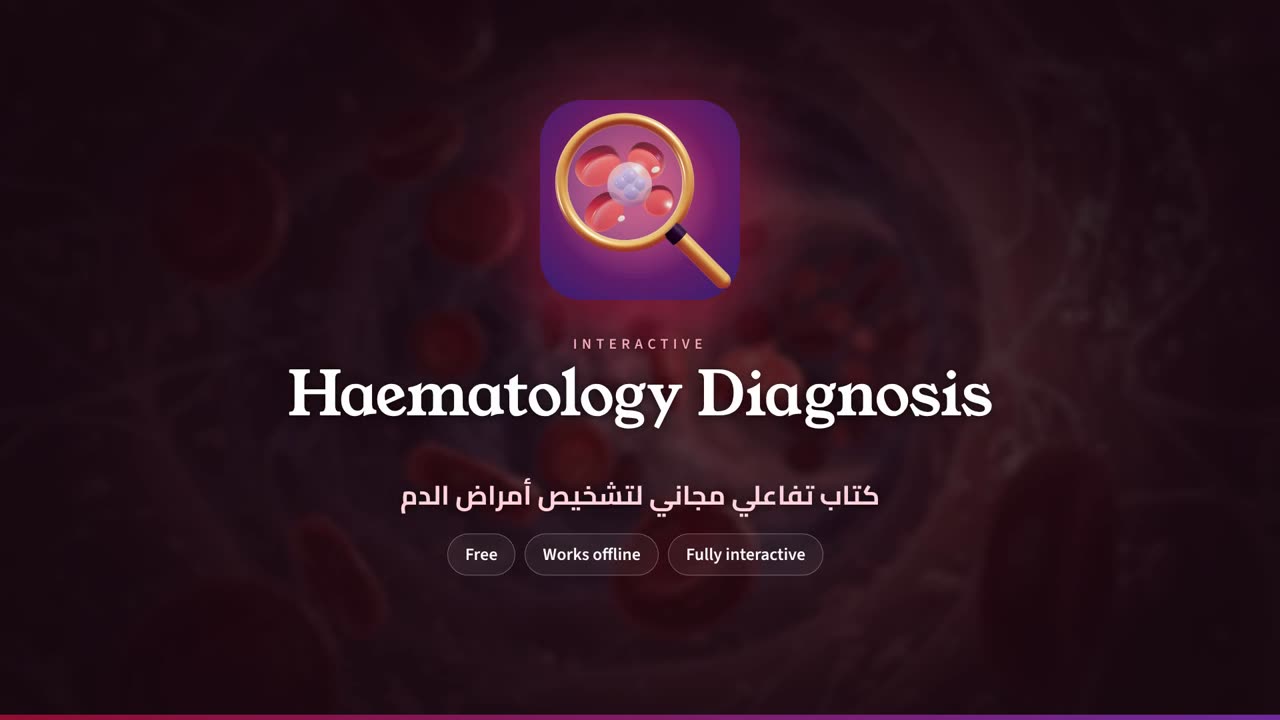 INTERACTIVE
Haematology Diagnosis
كتاب تفاعلي مجاني لتشخيص أمراض الدم
Free Works offline Fully interactive